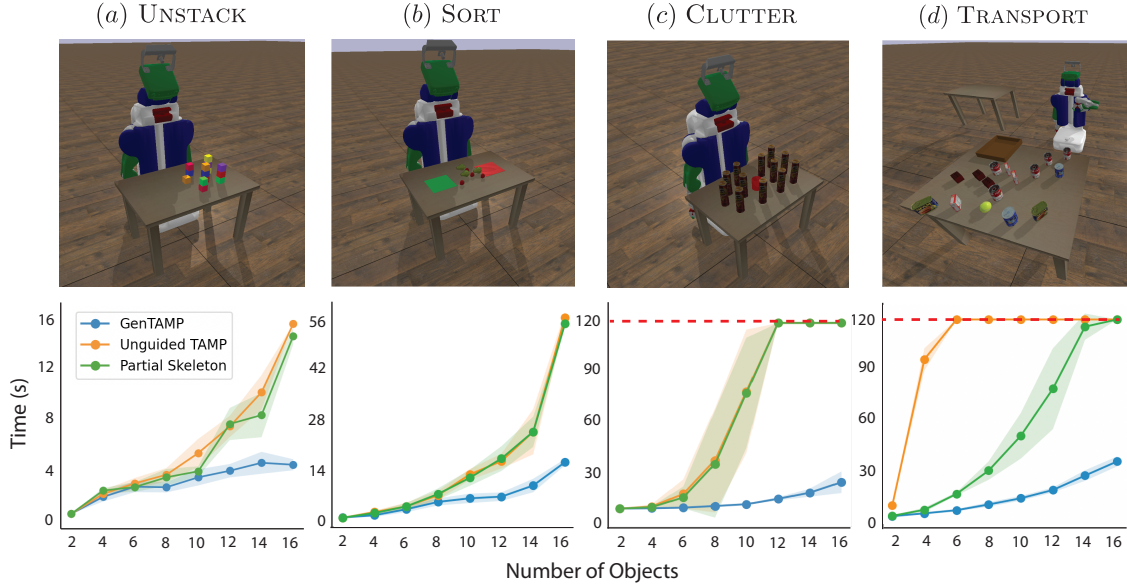 (a) UNSTACK
(b) SORT
(c) CLUTTER
(d) TRANSPORT
Time (s)
16
12
8
4
0
GenTAMP
Unguided TAMP
Partial Skeleton
2 4 6 8 10 12 14 16
56
42
28
14
0
2 4 6 8 10 12 14 16
120
90
60
30
0
2 4 6 8 10 12 14 16
120
90
60
30
0
2 4 6 8 10 12 14 16
Number of Objects